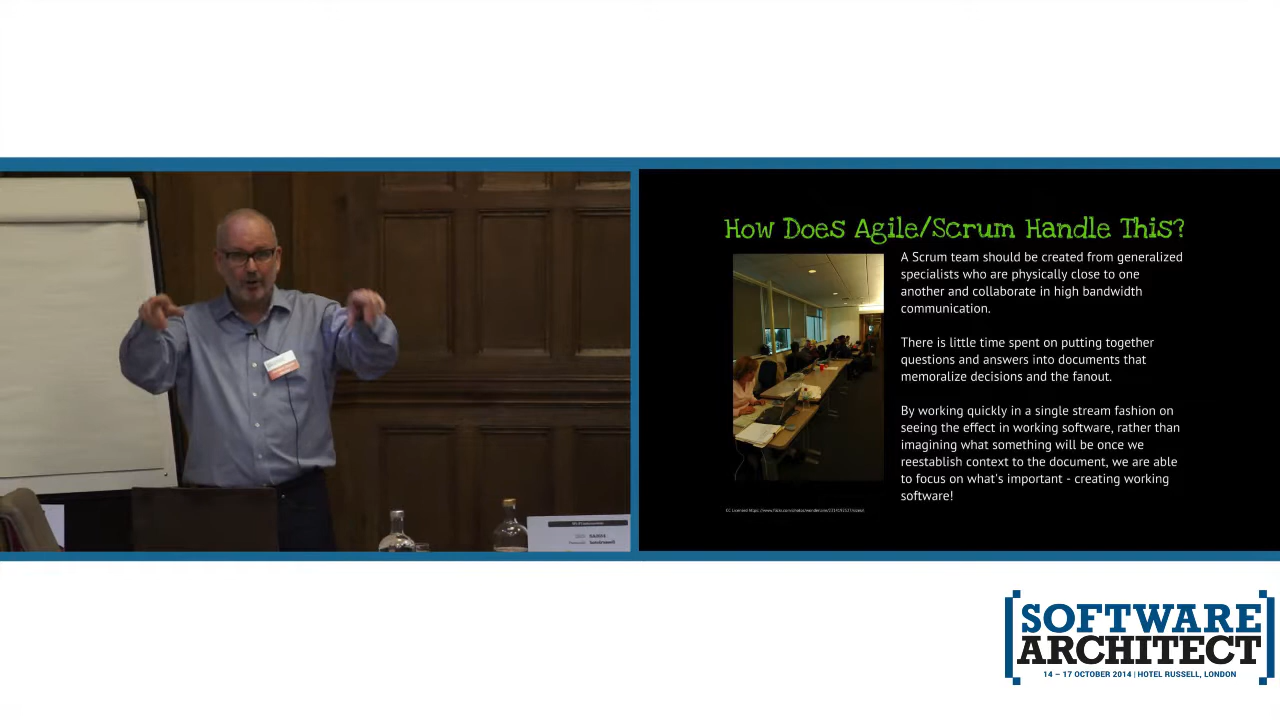 How Does Agile/Scrum Handle This?
A Scrum team should be created from generalized
specialists who are physically close to one
another and collaborate in high bandwidth
communication.
There is little time spent on putting together
questions and answers into documents that
memoralize decisions and the fanout.
By working quickly in a single stream fashion on
seeing the effect in working software, rather than
imagining what something will be once we
reestablish context to the document, we are able
to focus on what's important - creating working
software!
CC Licensed
[SOFTWARE
ARCHITECT]
14 – 17 OCTOBER 2014 | HOTEL RUSSELL, LONDON